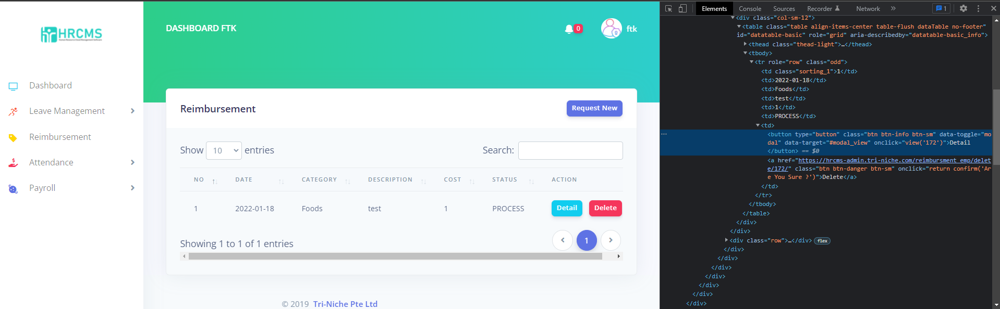 HRCMS
Human Resource Cloud Management Software
Dashboard
Leave Management
Reimbursement
Attendance
Payroll
DASHBOARD FTK
0
ftk
Reimbursement
Request New
Show 10 entries
Search:
NO DATE CATEGORY DESCRIPTION COST STATUS ACTION
1 2022-01-18 Foods test 1 PROCESS Detail Delete
Showing 1 to 1 of 1 entries
1
© 2019 Tri-Niche Pte Ltd
Elements Console Sources Recorder Network » 1
<div class="col-sm-12">
<table class="table align-items-center table-flush dataTable no-footer"
id="datatable-basic" role="grid" aria-describedby="datatable-basic_info">
<thead class="thead-light">…</thead>
<tbody>
<tr role="row" class="odd">
<td class="sorting_1">1</td>
<td>2022-01-18</td>
<td>Foods</td>
<td>test</td>
<td>1</td>
<td>PROCESS</td>
<td>
<button type="button" class="btn btn-info btn-sm" data-toggle="mo
dal" data-target="#modal_view" onclick="view('172')">Detail
</button> == $0
<a href="https://hrcms-admin.tri-niche.com/reimbursment_emp/delet
e/172/" class="btn btn-danger btn-sm" onclick="return confirm('Ar
e You Sure ?')">Delete</a>
</td>
</tr>
</tbody>
</table>
</div>
</div>
<div class="row">…</div> flex
</div>
</div>
</div>
</div>
</div>
</div>
</div>